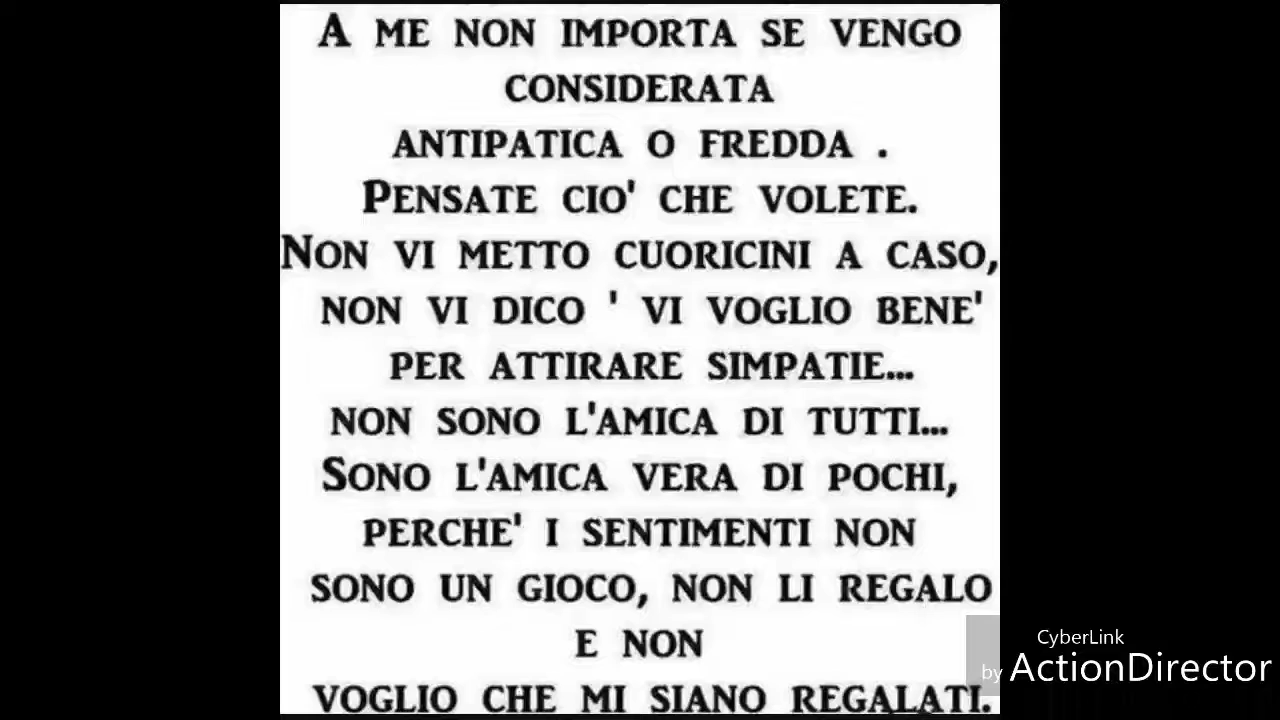 A ME NON IMPORTA SE VENGO
CONSIDERATA
ANTIPATICA O FREDDA .
PENSATE CIO' CHE VOLETE.
NON VI METTO CUORICINI A CASO,
NON VI DICO ' VI VOGLIO BENE'
PER ATTIRARE SIMPATIE...
NON SONO L'AMICA DI TUTTI...
SONO L'AMICA VERA DI POCHI,
PERCHE' I SENTIMENTI NON
SONO UN GIOCO, NON LI REGALO
E NON
VOGLIO CHE MI SIANO REGALATI.
CyberLink
by ActionDirector